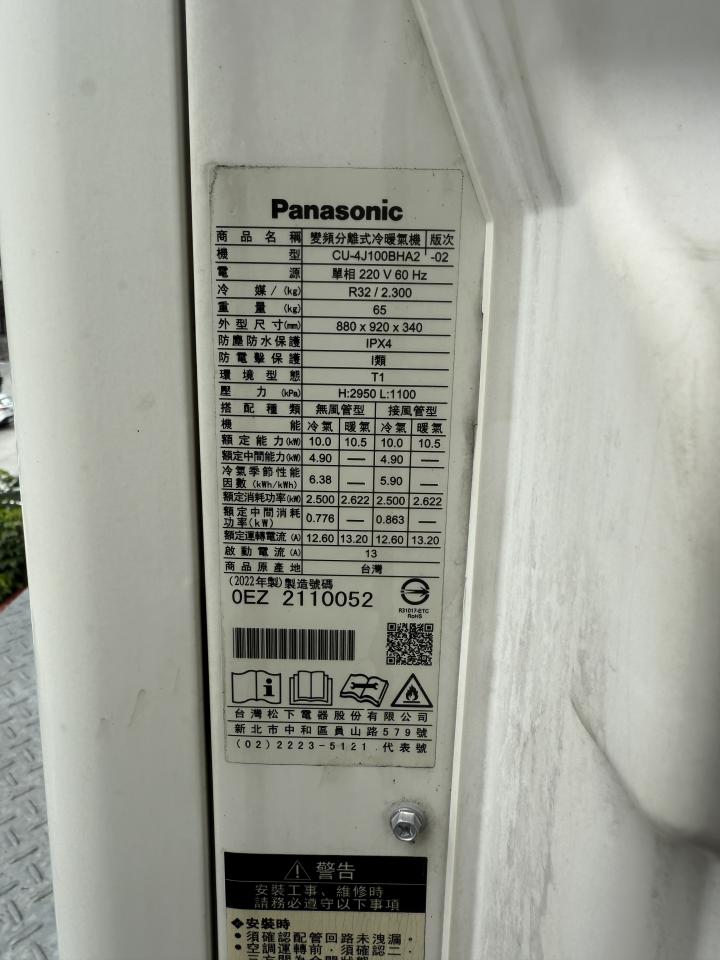 Panasonic
商品名稱 變頻分離式冷暖氣機 版次
機型 CU-4J100BHA2 -02
電源 單相 220 V 60 Hz
冷媒/(kg) R32 / 2.300
重量(kg) 65
外型尺寸(mm) 880 x 920 x 340
防塵防水保護 IPX4
防電擊保護 I類
環境型態 T1
壓力(kPa) H:2950 L:1100
搭配種類 無風管型 接風管型
機能 冷氣 暖氣 冷氣 暖氣
額定能力(kW) 10.0 10.5 10.0 10.5
額定中間能力(kW) 4.90 — 4.90 —
冷氣季節性能
因數(kWh/kWh) 6.38 — 5.90 —
額定消耗功率(kW) 2.500 2.622 2.500 2.622
額定中間消耗
功率(kW) 0.776 — 0.863 —
額定運轉電流(A) 12.60 13.20 12.60 13.20
啟動電流(A) 13
商品原產地 台灣
(2022年製)製造號碼
0EZ 2110052
R31017-ETC
RoHS
台灣松下電器股份有限公司
新北市中和區員山路579號
(02)2223-5121 代表號
警告
安裝工事、維修時
請務必遵守以下事項
◆安裝時
•須確認配管回路未洩漏。
•空調運轉前，須確認二、